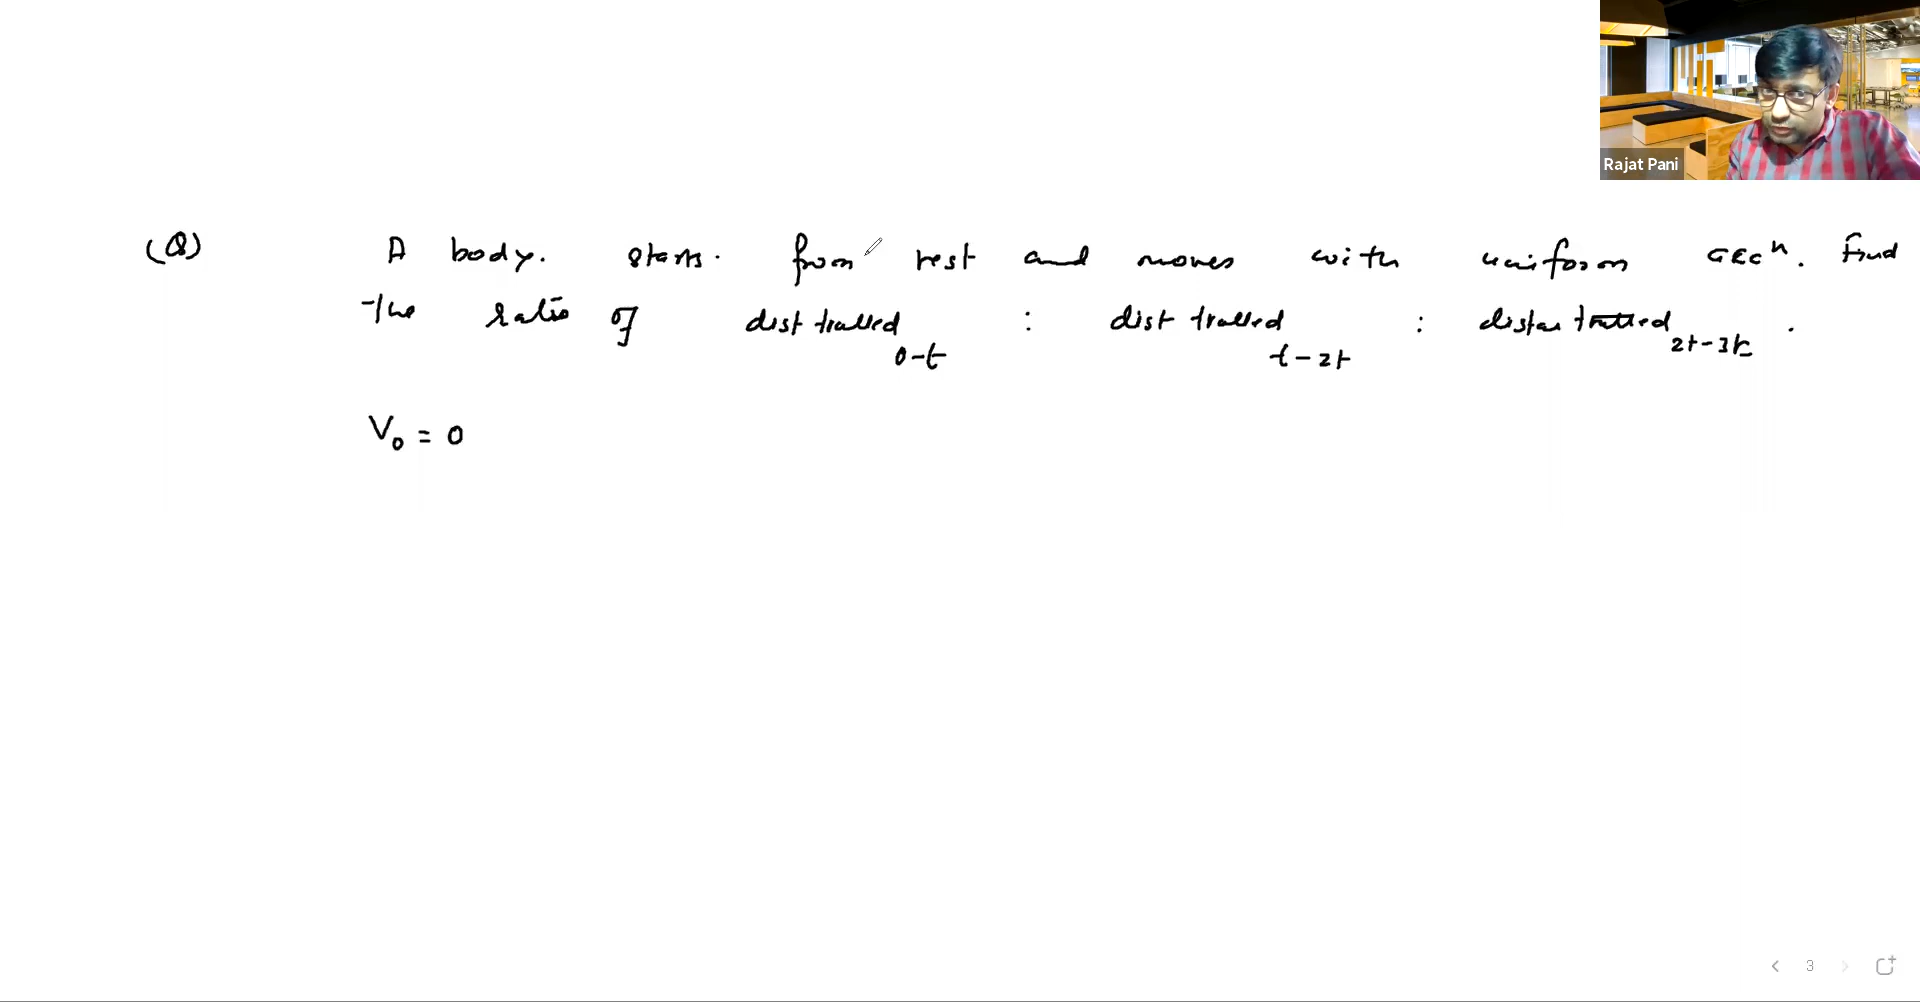 Rajat Pani
(Q) A body. starts. from rest and moves with uniform accⁿ. Find
the ratio of dist travelled 0-t : dist travelled t-2t : distan travelled 2t-3t .
V₀ = 0
3